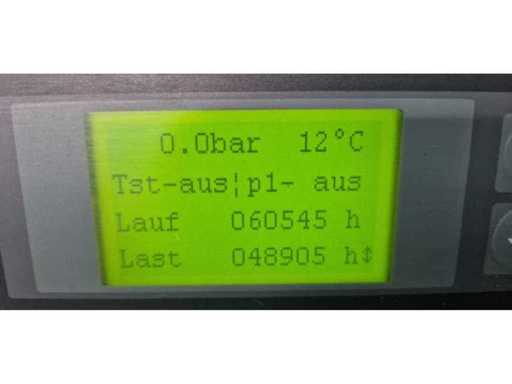 0.0bar 12°C
Tst-aus¦p1- aus
Lauf 060545 h
Last 048905 h⇕